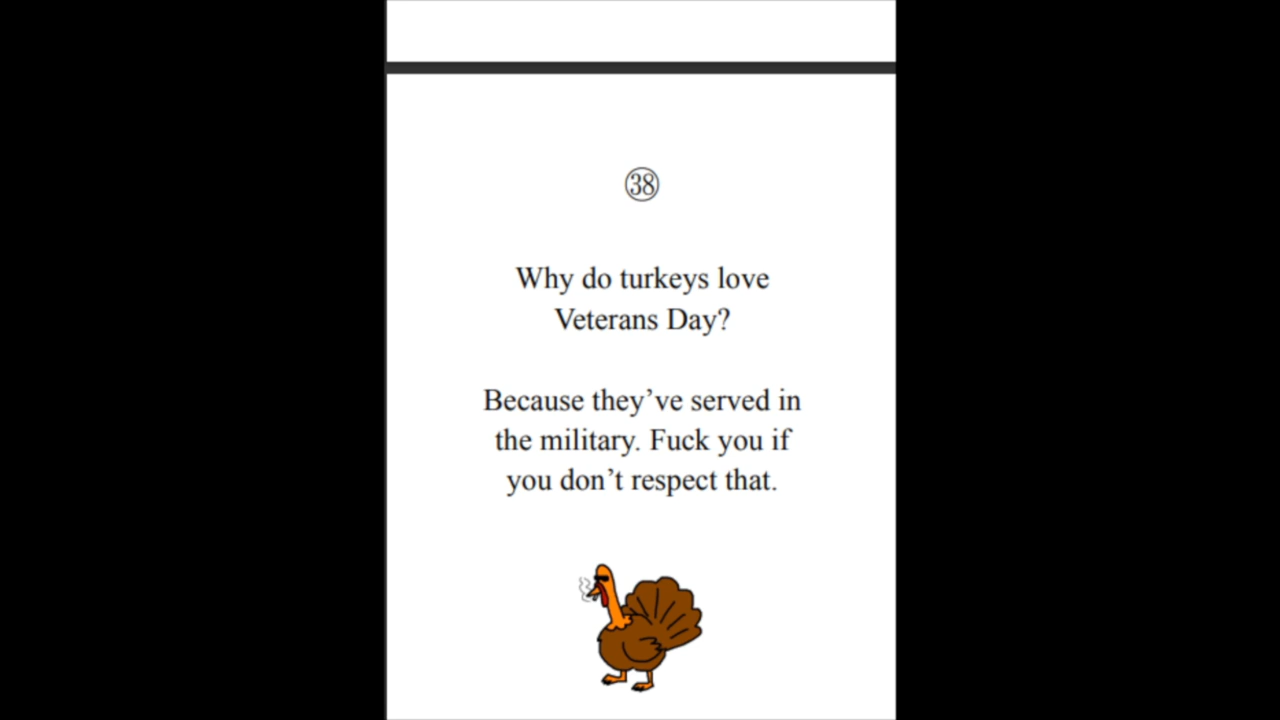 ㊳
Why do turkeys love
Veterans Day?
Because they’ve served in
the military. Fuck you if
you don’t respect that.